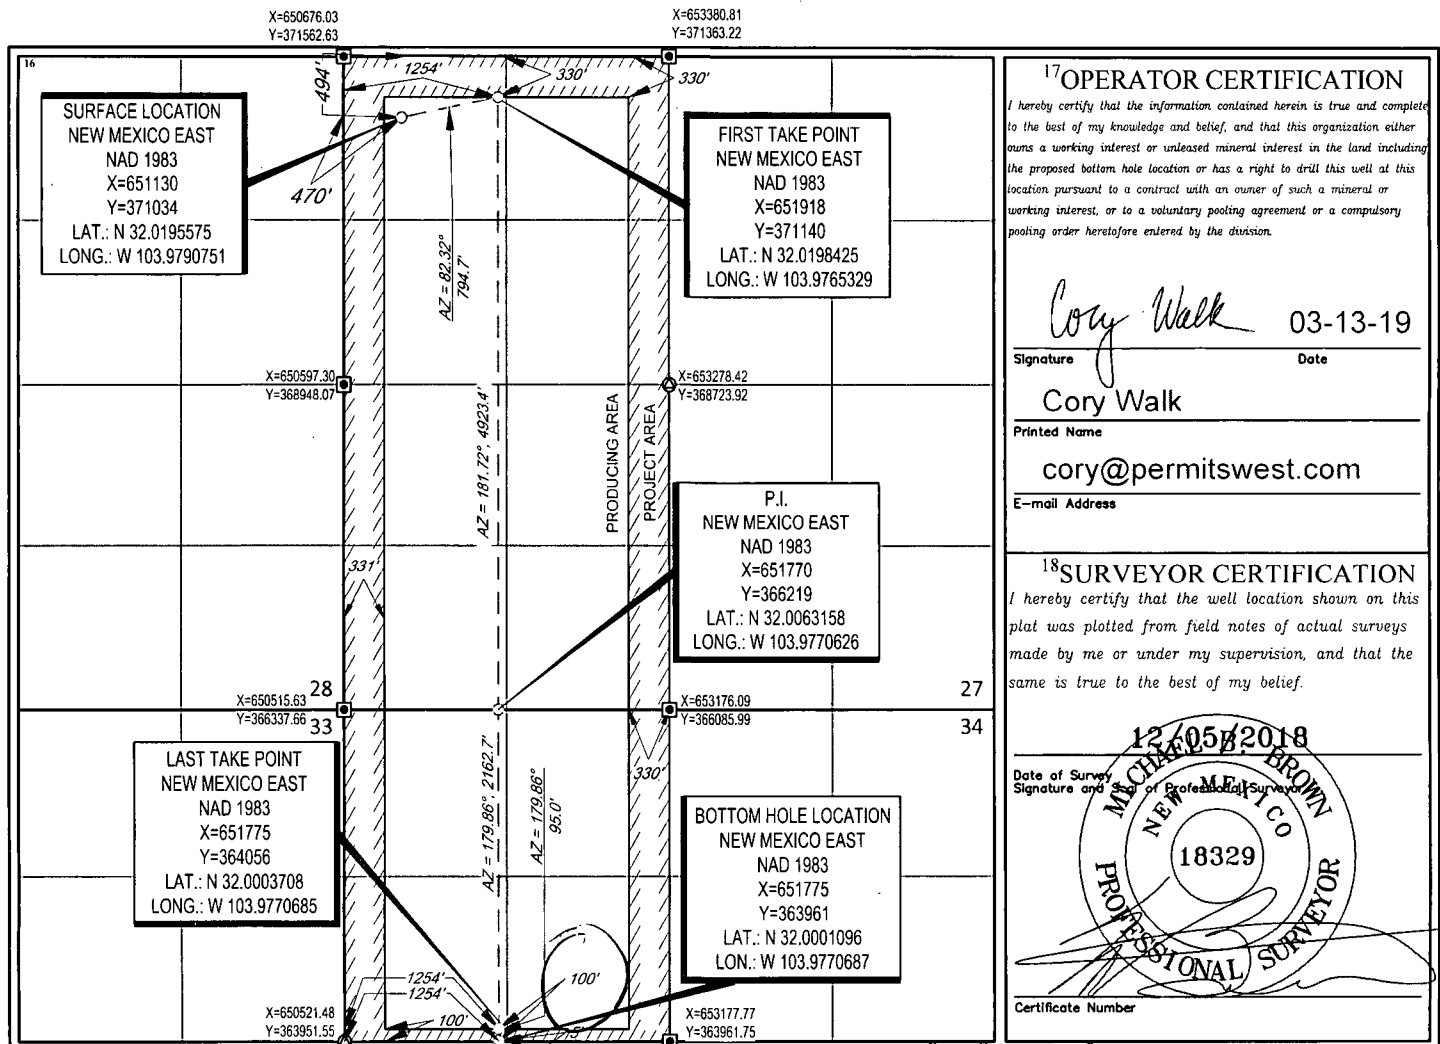 X=650676.03
Y=371562.63
X=653380.81
Y=371363.22
16
494'
1254'
330'
330'
SURFACE LOCATION
NEW MEXICO EAST
NAD 1983
X=651130
Y=371034
LAT.: N 32.0195575
LONG.: W 103.9790751
470'
AZ = 82.32°
794.7'
FIRST TAKE POINT
NEW MEXICO EAST
NAD 1983
X=651918
Y=371140
LAT.: N 32.0198425
LONG.: W 103.9765329
X=650597.30
Y=368948.07
X=653278.42
Y=368723.92
AZ = 181.72°, 4923.4'
PRODUCING AREA
PROJECT AREA
P.I.
NEW MEXICO EAST
NAD 1983
X=651770
Y=366219
LAT.: N 32.0063158
LONG.: W 103.9770626
331'
X=650515.63
Y=366337.66
28
33
X=653176.09
Y=366085.99
27
34
330'
LAST TAKE POINT
NEW MEXICO EAST
NAD 1983
X=651775
Y=364056
LAT.: N 32.0003708
LONG.: W 103.9770685
AZ = 179.86°, 2162.7'
AZ = 179.86°
95.0'
BOTTOM HOLE LOCATION
NEW MEXICO EAST
NAD 1983
X=651775
Y=363961
LAT.: N 32.0001096
LON.: W 103.9770687
1254'
1254'
100'
100'
5'
X=650521.48
Y=363951.55
X=653177.77
Y=363961.75
17 OPERATOR CERTIFICATION
I hereby certify that the information contained herein is true and complete
to the best of my knowledge and belief, and that this organization either
owns a working interest or unleased mineral interest in the land including
the proposed bottom hole location or has a right to drill this well at this
location pursuant to a contract with an owner of such a mineral or
working interest, or to a voluntary pooling agreement or a compulsory
pooling order heretofore entered by the division.
Cory Walk 03-13-19
Signature Date
Cory Walk
Printed Name
cory@permitswest.com
E-mail Address
18 SURVEYOR CERTIFICATION
I hereby certify that the well location shown on this
plat was plotted from field notes of actual surveys
made by me or under my supervision, and that the
same is true to the best of my belief.
12/05/2018
Date of Survey
Signature and Seal of Professional Surveyor
MICHAEL B. BROWN
NEW MEXICO
18329
PROFESSIONAL SURVEYOR
Certificate Number